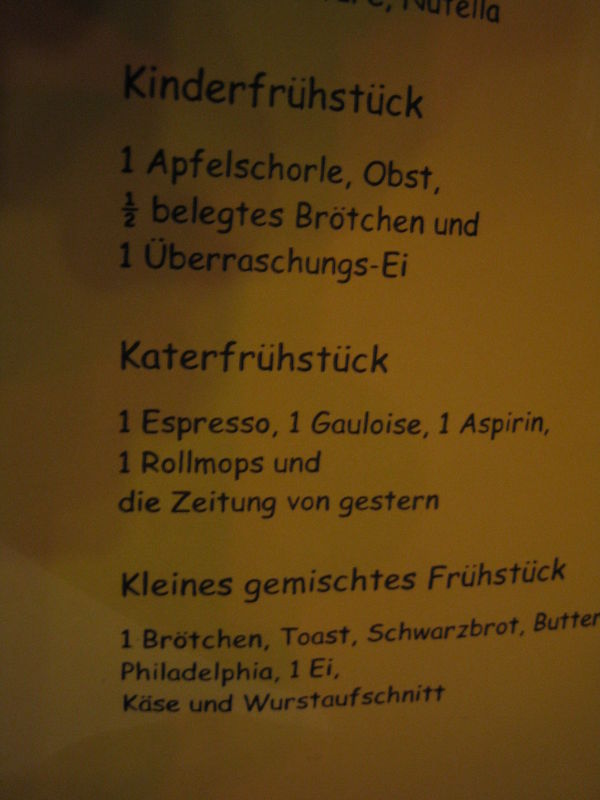 Nutella
Kinderfrühstück
1 Apfelschorle, Obst,
½ belegtes Brötchen und
1 Überraschungs-Ei
Katerfrühstück
1 Espresso, 1 Gauloise, 1 Aspirin,
1 Rollmops und
die Zeitung von gestern
Kleines gemischtes Frühstück
1 Brötchen, Toast, Schwarzbrot, Butter
Philadelphia, 1 Ei,
Käse und Wurstaufschnitt